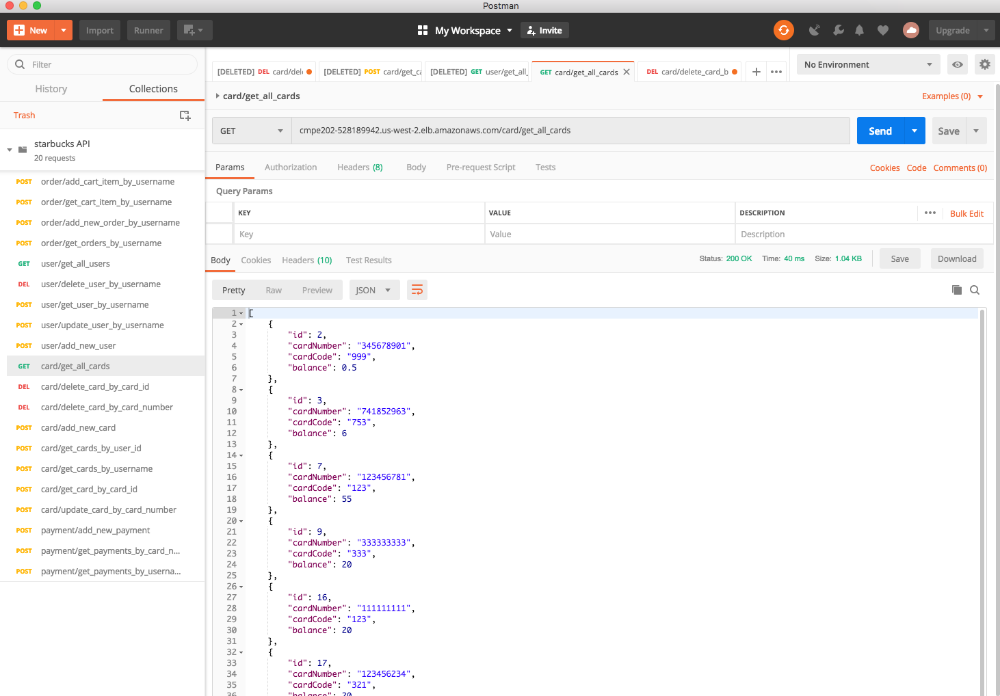 Postman
New
Import
Runner
My Workspace
Invite
Upgrade
Filter
History
Collections
Trash
starbucks API
20 requests
POST order/add_cart_item_by_username
POST order/get_cart_item_by_username
POST order/add_new_order_by_username
POST order/get_orders_by_username
GET user/get_all_users
DEL user/delete_user_by_username
POST user/get_user_by_username
POST user/update_user_by_username
POST user/add_new_user
GET card/get_all_cards
DEL card/delete_card_by_card_id
DEL card/delete_card_by_card_number
POST card/add_new_card
POST card/get_cards_by_user_id
POST card/get_cards_by_username
POST card/get_card_by_card_id
POST card/update_card_by_card_number
POST payment/add_new_payment
POST payment/get_payments_by_card_n...
POST payment/get_payments_by_userna...
[DELETED] DEL card/del
[DELETED] POST card/get_ca
[DELETED] GET user/get_all_
GET card/get_all_cards
DEL card/delete_card_b
No Environment
card/get_all_cards
Examples (0)
GET
cmpe202-528189942.us-west-2.elb.amazonaws.com/card/get_all_cards
Send
Save
Params Authorization Headers (8) Body Pre-request Script Tests
Cookies Code Comments (0)
Query Params
KEY VALUE DESCRIPTION
Bulk Edit
Key Value Description
Body Cookies Headers (10) Test Results
Status: 200 OK Time: 40 ms Size: 1.04 KB
Save
Download
Pretty Raw Preview
JSON
1 [
2 {
3 "id": 2,
4 "cardNumber": "345678901",
5 "cardCode": "999",
6 "balance": 0.5
7 },
8 {
9 "id": 3,
10 "cardNumber": "741852963",
11 "cardCode": "753",
12 "balance": 6
13 },
14 {
15 "id": 7,
16 "cardNumber": "123456781",
17 "cardCode": "123",
18 "balance": 55
19 },
20 {
21 "id": 9,
22 "cardNumber": "333333333",
23 "cardCode": "333",
24 "balance": 20
25 },
26 {
27 "id": 16,
28 "cardNumber": "111111111",
29 "cardCode": "123",
30 "balance": 20
31 },
32 {
33 "id": 17,
34 "cardNumber": "123456234",
35 "cardCode": "321",
36 "balance": 20